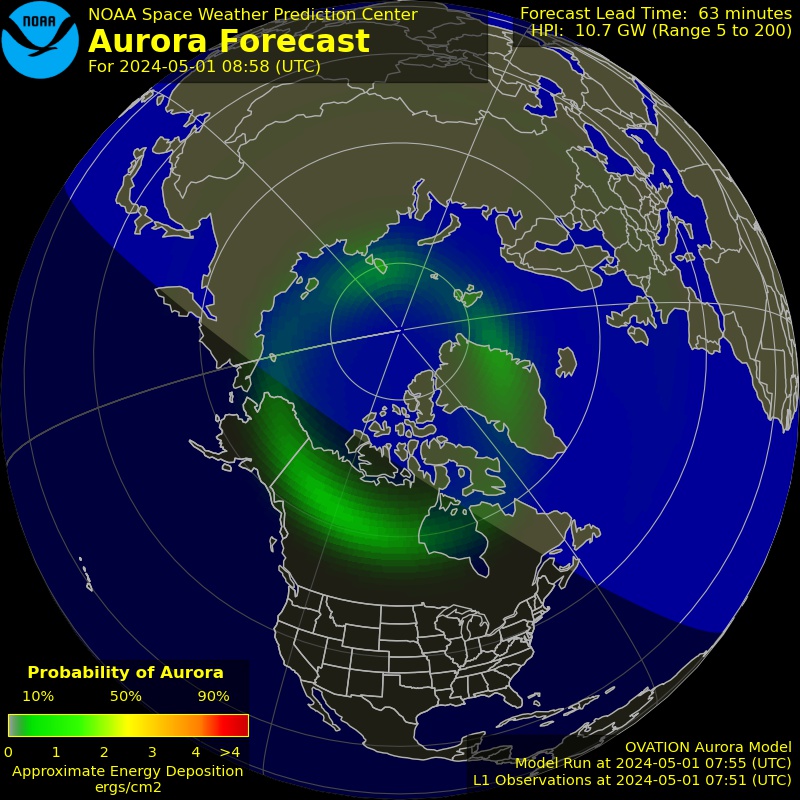 NOAA
NOAA Space Weather Prediction Center
Aurora Forecast
For 2024-05-01 08:58 (UTC)
Forecast Lead Time: 63 minutes
HPI: 10.7 GW (Range 5 to 200)
Probability of Aurora
10% 50% 90%
0 1 2 3 4 >4
Approximate Energy Deposition
ergs/cm2
OVATION Aurora Model
Model Run at 2024-05-01 07:55 (UTC)
L1 Observations at 2024-05-01 07:51 (UTC)